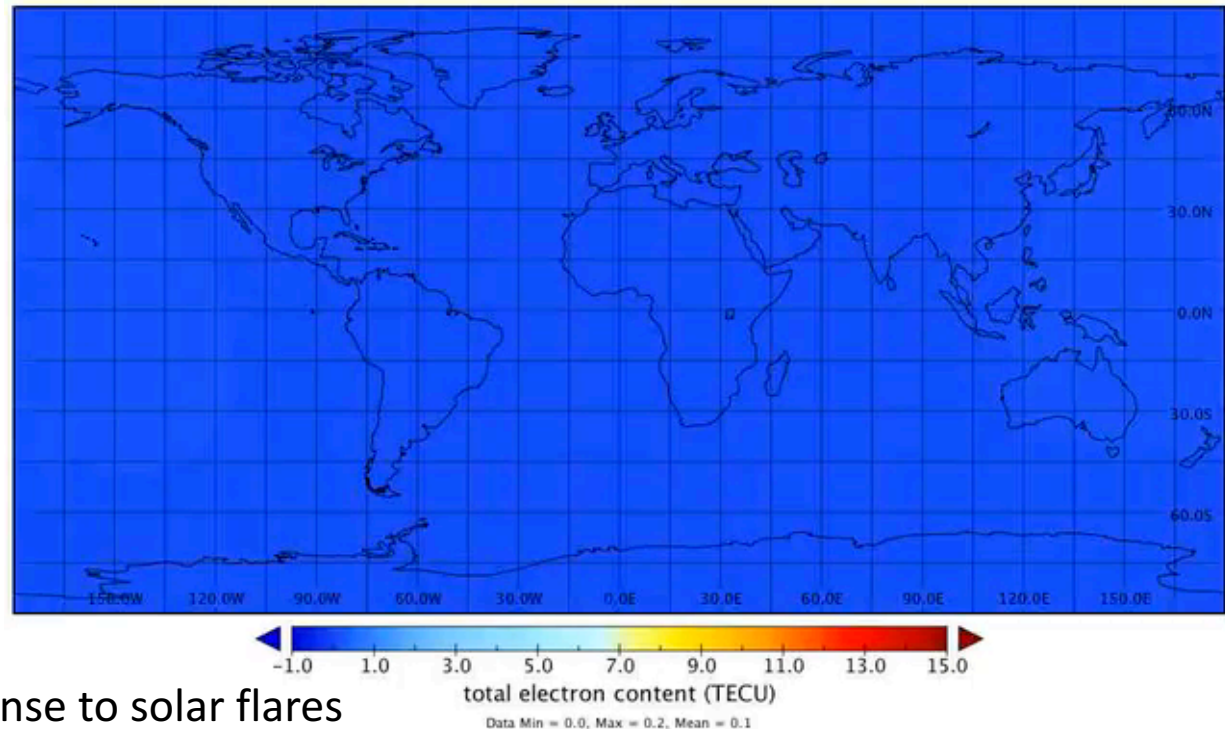 60.0N
30.0N
0.0N
30.0S
60.0S
150.0W 120.0W 90.0W 60.0W 30.0W 0.0E 30.0E 60.0E 90.0E 120.0E 150.0E
-1.0 1.0 3.0 5.0 7.0 9.0 11.0 13.0 15.0
total electron content (TECU)
nse to solar flares
Data Min = 0.0, Max = 0.2, Mean = 0.1